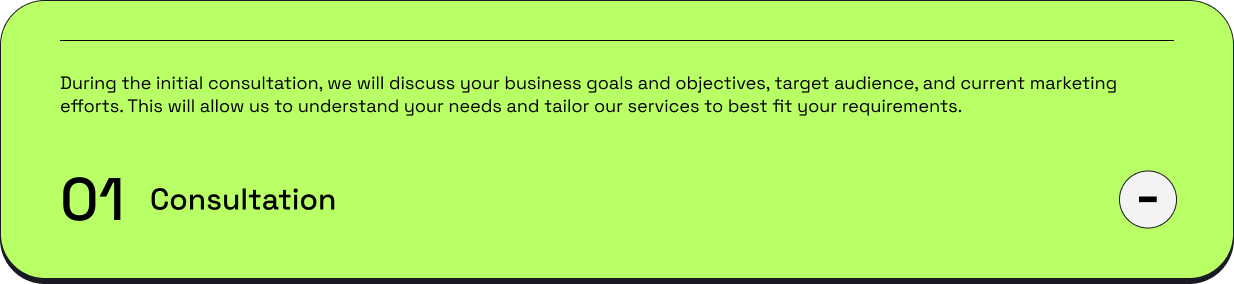 During the initial consultation, we will discuss your business goals and objectives, target audience, and current marketing
efforts. This will allow us to understand your needs and tailor our services to best fit your requirements.
01 Consultation